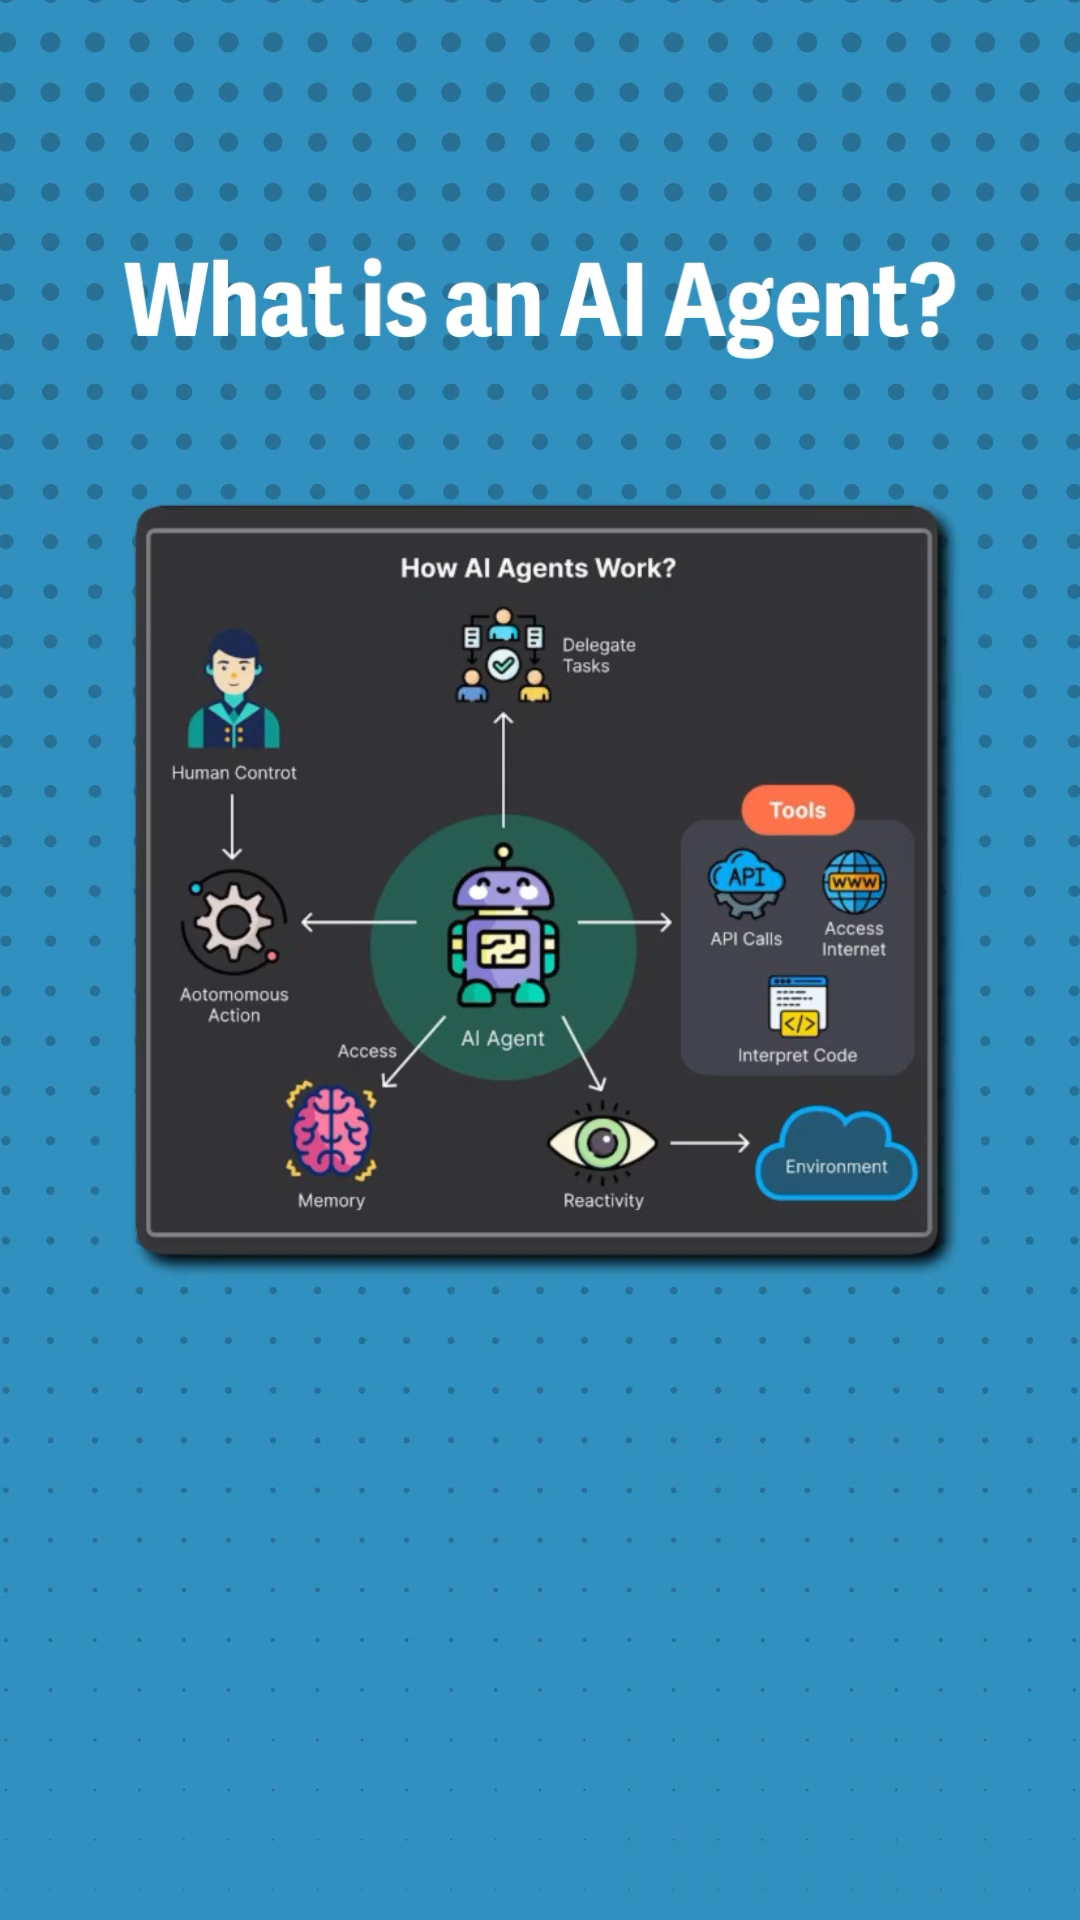 What is an AI Agent?
How AI Agents Work?
Delegate
Tasks
Human Controt
Tools
API
WWW
API Calls
Access
Internet
Aotomomous
Action
</>
Interpret Code
AI Agent
Access
Memory
Reactivity
Environment